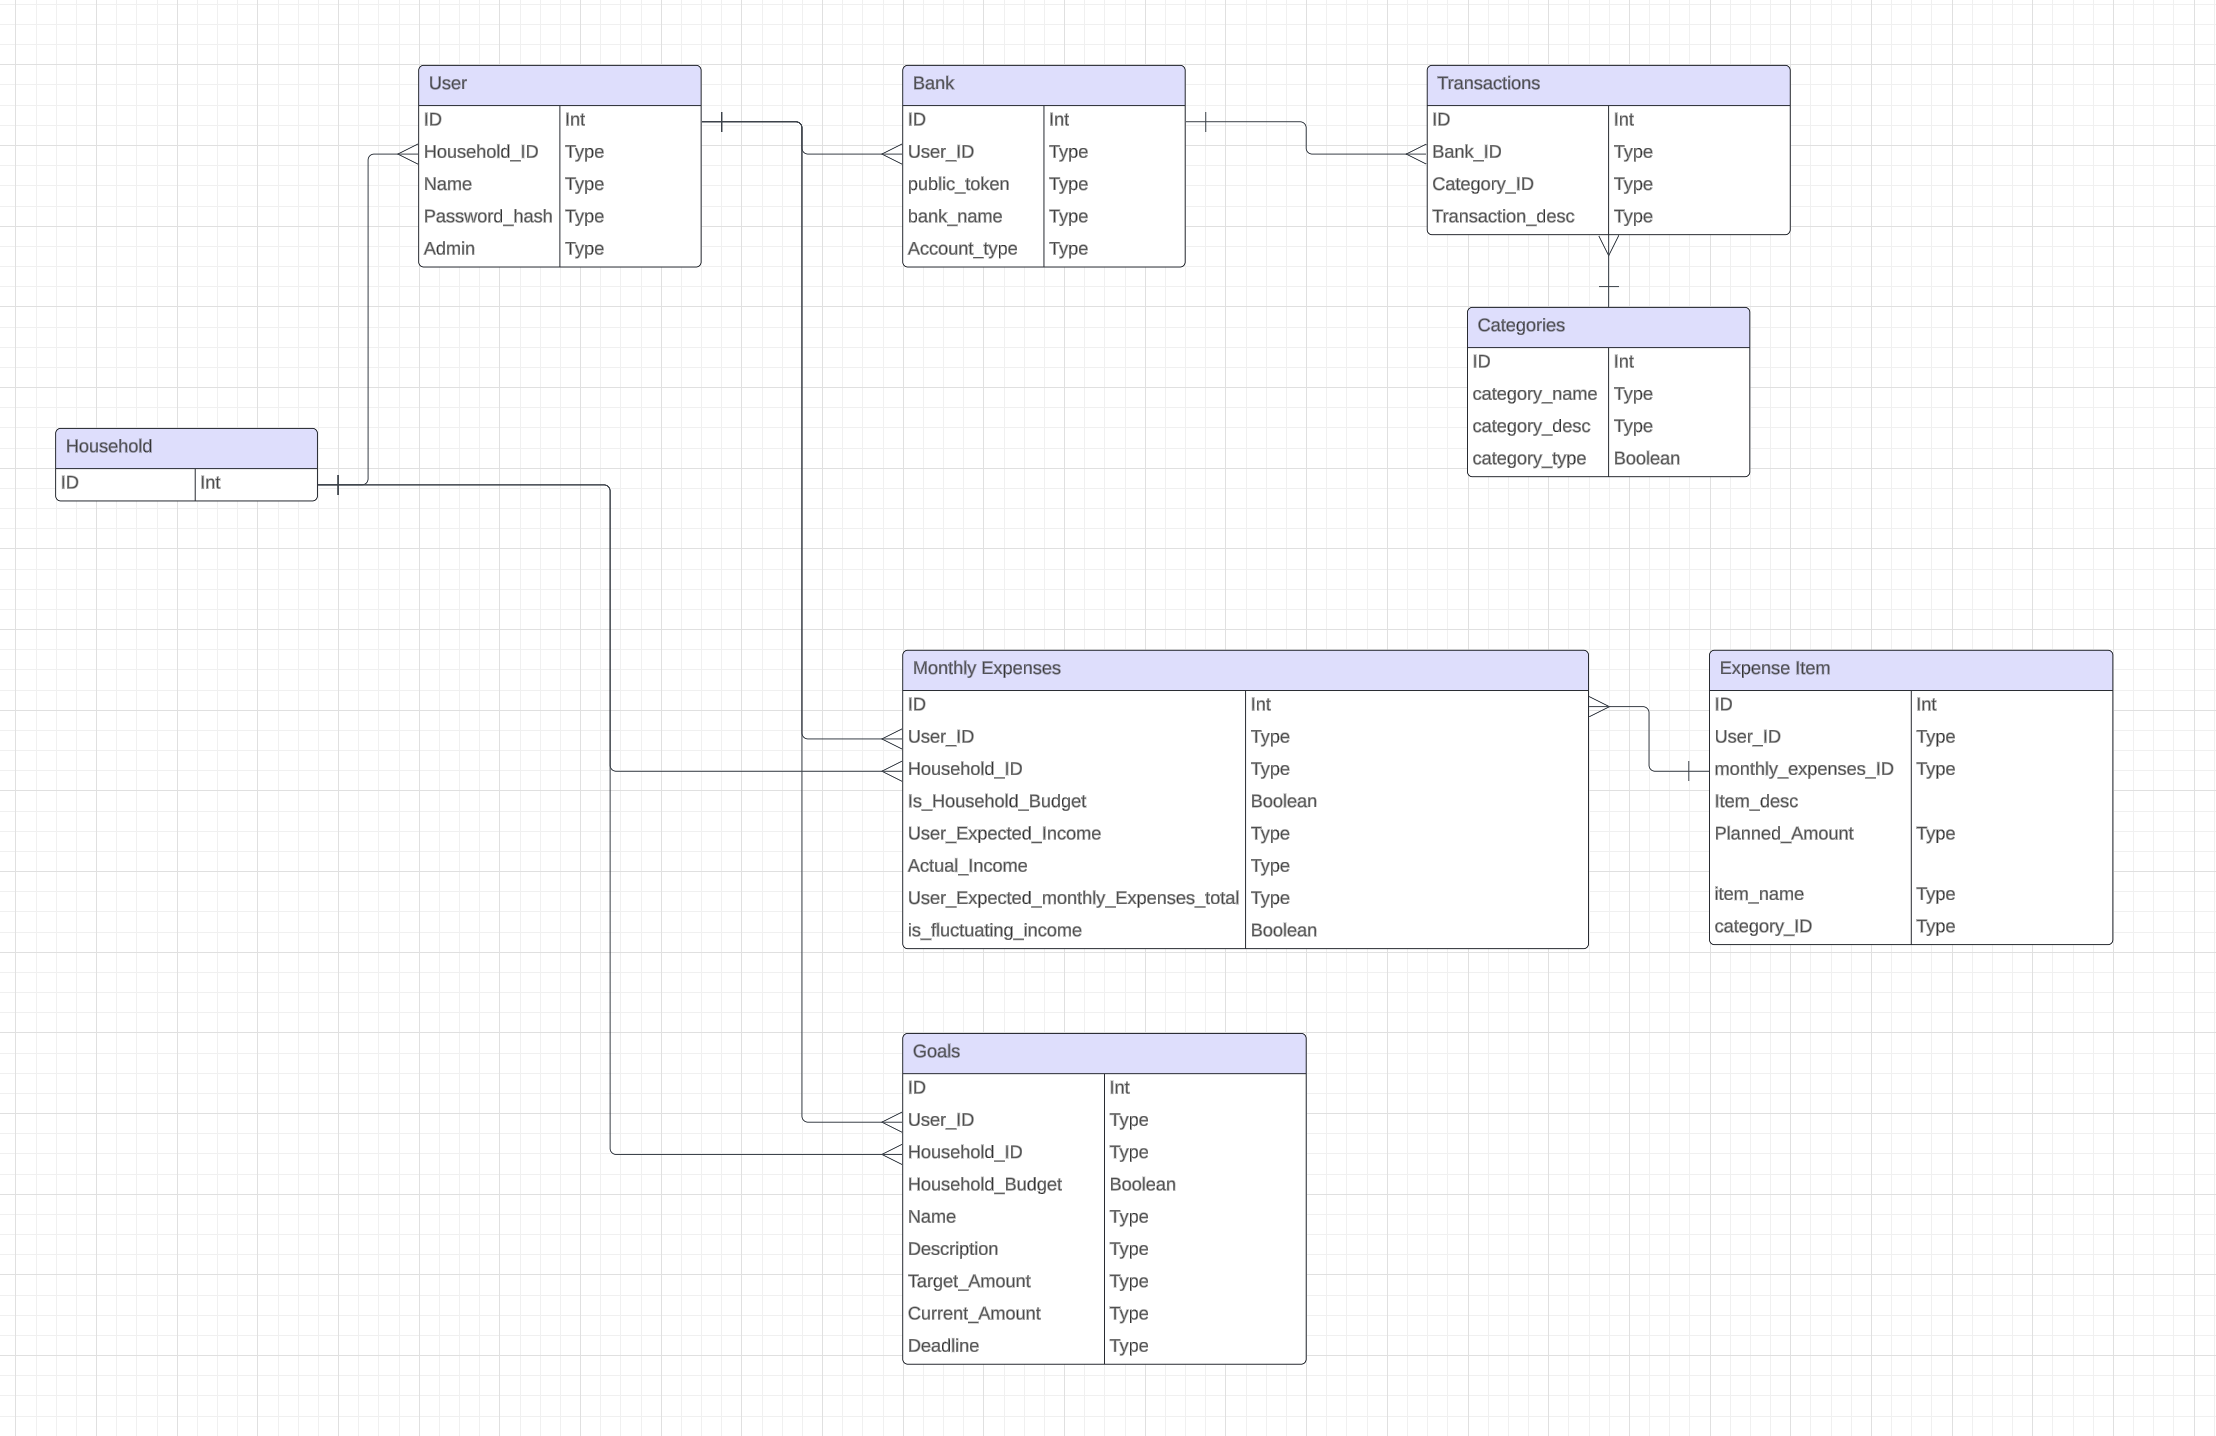 User
ID Int
Household_ID Type
Name Type
Password_hash Type
Admin Type
Bank
ID Int
User_ID Type
public_token Type
bank_name Type
Account_type Type
Transactions
ID Int
Bank_ID Type
Category_ID Type
Transaction_desc Type
Categories
ID Int
category_name Type
category_desc Type
category_type Boolean
Household
ID Int
Monthly Expenses
ID Int
User_ID Type
Household_ID Type
Is_Household_Budget Boolean
User_Expected_Income Type
Actual_Income Type
User_Expected_monthly_Expenses_total Type
is_fluctuating_income Boolean
Expense Item
ID Int
User_ID Type
monthly_expenses_ID Type
Item_desc
Planned_Amount Type
item_name Type
category_ID Type
Goals
ID Int
User_ID Type
Household_ID Type
Household_Budget Boolean
Name Type
Description Type
Target_Amount Type
Current_Amount Type
Deadline Type